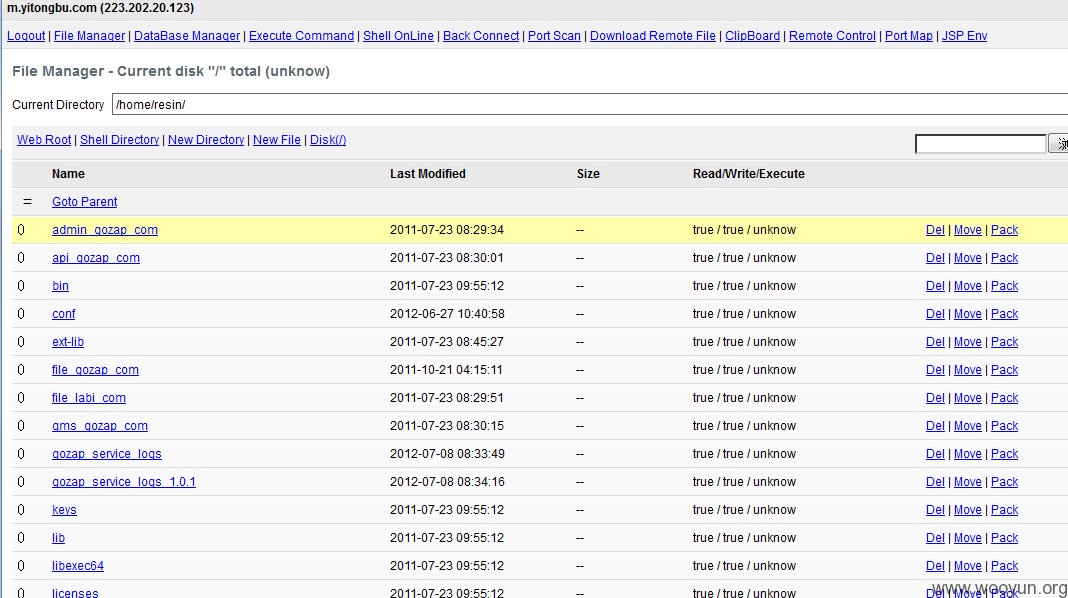 m.yitongbu.com (223.202.20.123)
Logout | File Manager | DataBase Manager | Execute Command | Shell OnLine | Back Connect | Port Scan | Download Remote File | ClipBoard | Remote Control | Port Map | JSP Env
File Manager - Current disk "/" total (unknow)
Current Directory /home/resin/
Web Root | Shell Directory | New Directory | New File | Disk(/)
Name Last Modified Size Read/Write/Execute
= Goto Parent
0 admin_gozap_com 2011-07-23 08:29:34 -- true / true / unknow Del | Move | Pack
0 api_gozap_com 2011-07-23 08:30:01 -- true / true / unknow Del | Move | Pack
0 bin 2011-07-23 09:55:12 -- true / true / unknow Del | Move | Pack
0 conf 2012-06-27 10:40:58 -- true / true / unknow Del | Move | Pack
0 ext-lib 2011-07-23 08:45:27 -- true / true / unknow Del | Move | Pack
0 file_gozap_com 2011-10-21 04:15:11 -- true / true / unknow Del | Move | Pack
0 file_labi_com 2011-07-23 08:29:51 -- true / true / unknow Del | Move | Pack
0 gms_gozap_com 2011-07-23 08:30:15 -- true / true / unknow Del | Move | Pack
0 gozap_service_logs 2012-07-08 08:33:49 -- true / true / unknow Del | Move | Pack
0 gozap_service_logs_1.0.1 2012-07-08 08:34:16 -- true / true / unknow Del | Move | Pack
0 keys 2011-07-23 09:55:12 -- true / true / unknow Del | Move | Pack
0 lib 2011-07-23 09:55:12 -- true / true / unknow Del | Move | Pack
0 libexec64 2011-07-23 09:55:12 -- true / true / unknow Del | Move | Pack
0 licenses 2011-07-23 09:55:12 -- true / true / unknow Del | Move | Pack
www.wooyun.org